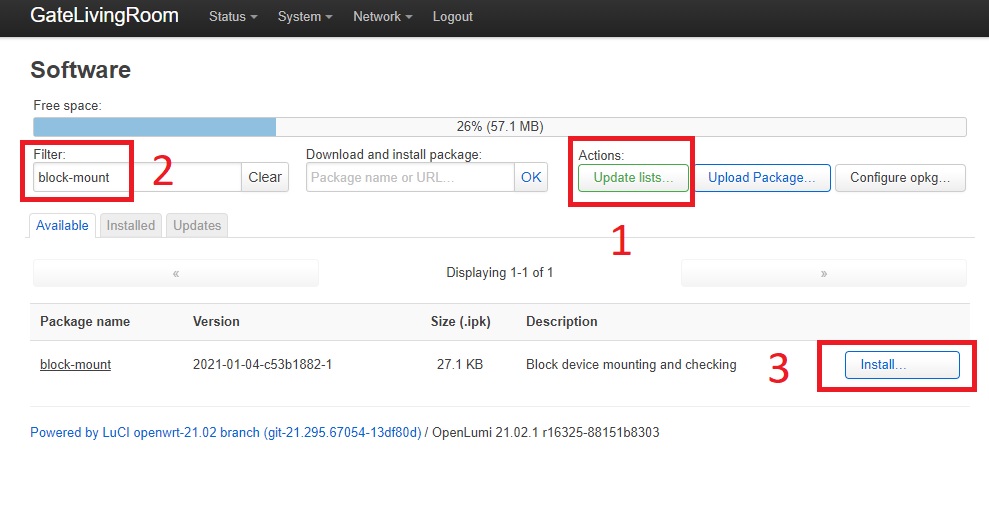 GateLivingRoom Status System Network Logout
Software
Free space:
26% (57.1 MB)
Filter: Download and install package: Actions:
block-mount Clear Package name or URL... OK Update lists... Upload Package... Configure opkg...
2
1
Available Installed Updates
« Displaying 1-1 of 1 »
Package name Version Size (.ipk) Description
block-mount 2021-01-04-c53b1882-1 27.1 KB Block device mounting and checking 3 Install...
Powered by LuCI openwrt-21.02 branch (git-21.295.67054-13df80d) / OpenLumi 21.02.1 r16325-88151b8303